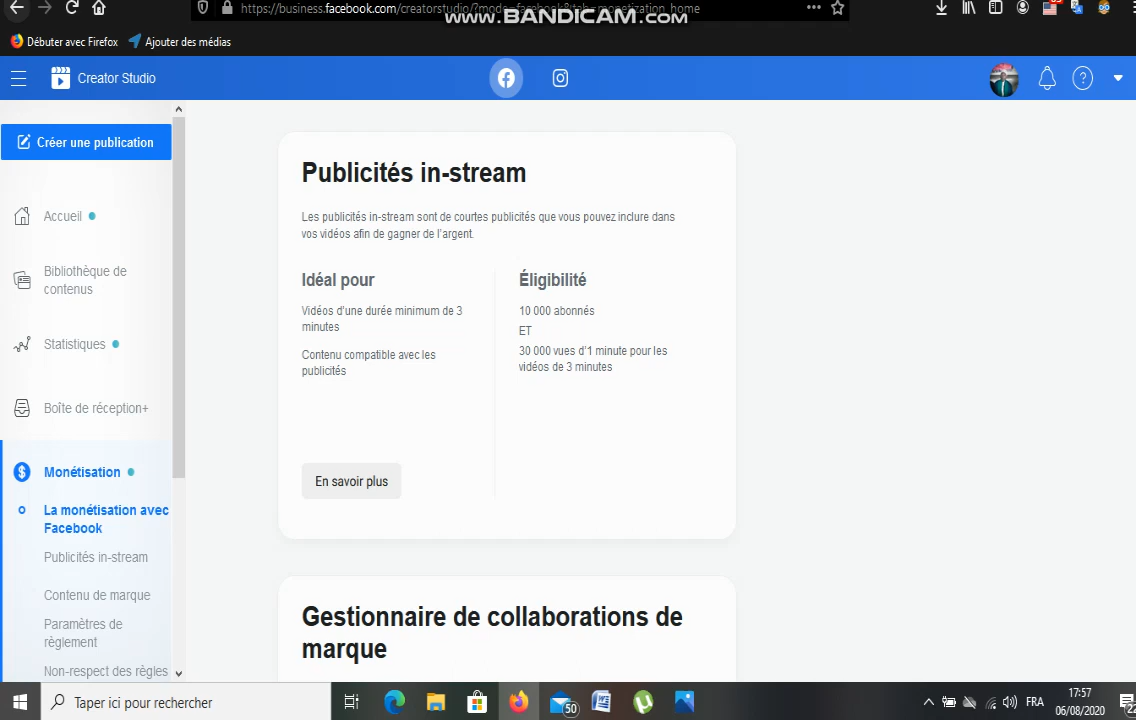 https://business.facebook.com/creatorstudio/?mode=facebook&tab=monetization_home
www.BANDICAM.com
Débuter avec Firefox
Ajouter des médias
Creator Studio
Créer une publication
Accueil
Bibliothèque de
contenus
Statistiques
Boîte de réception+
Monétisation
La monétisation avec
Facebook
Publicités in-stream
Contenu de marque
Paramètres de
règlement
Non-respect des règles
Publicités in-stream
Les publicités in-stream sont de courtes publicités que vous pouvez inclure dans
vos vidéos afin de gagner de l'argent.
Idéal pour
Vidéos d'une durée minimum de 3
minutes
Contenu compatible avec les
publicités
Éligibilité
10 000 abonnés
ET
30 000 vues d'1 minute pour les
vidéos de 3 minutes
En savoir plus
Gestionnaire de collaborations de
marque
Taper ici pour rechercher
50
FRA
17:57
06/08/2020
22